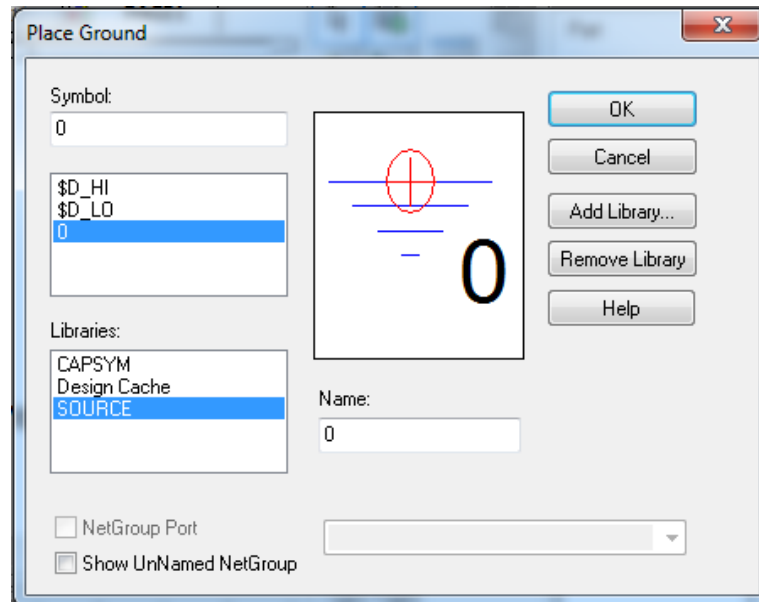 Place Ground
Symbol:
0
$D_HI
$D_LO
0
Libraries:
CAPSYM
Design Cache
SOURCE
0
Name:
0
OK
Cancel
Add Library...
Remove Library
Help
NetGroup Port
Show UnNamed NetGroup